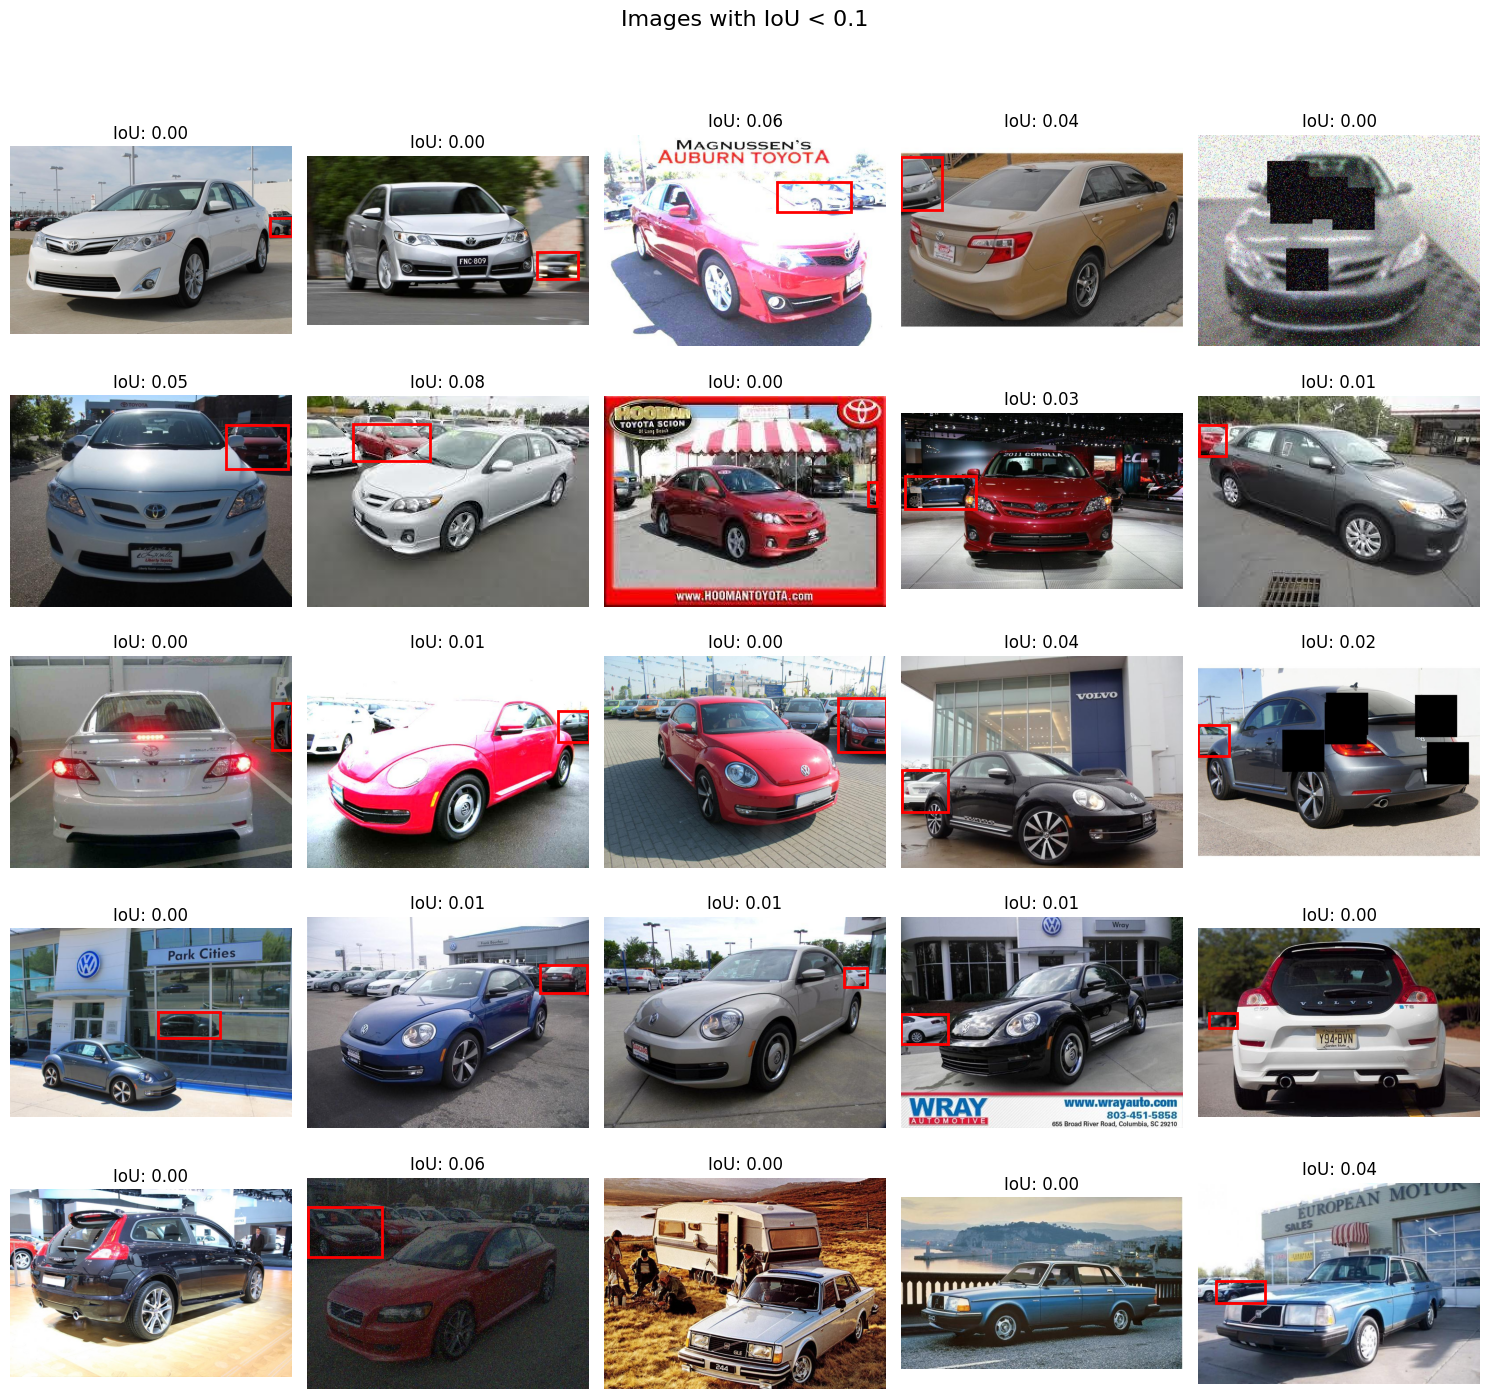 Images with IoU < 0.1
IoU: 0.00
IoU: 0.00
IoU: 0.06
IoU: 0.04
IoU: 0.00
FNC·809
MAGNUSSEN'S
AUBURN TOYOTA
IoU: 0.05
IoU: 0.08
IoU: 0.00
IoU: 0.03
IoU: 0.01
HOOMAN
TOYOTA SCION
Of Long Beach
www.HOOMANTOYOTA.com
2011 COROLLA
IoU: 0.00
IoU: 0.01
IoU: 0.00
IoU: 0.04
IoU: 0.02
VOLVO
IoU: 0.00
IoU: 0.01
IoU: 0.01
IoU: 0.01
IoU: 0.00
Park Cities
Wray
WRAY
AUTOMOTIVE
www.wrayauto.com
803-451-5858
655 Broad River Road, Columbia, SC 29210
VOLVO
Y94·BVN
IoU: 0.00
IoU: 0.06
IoU: 0.00
IoU: 0.00
IoU: 0.04
244
EUROPEAN MOTOR
SALES